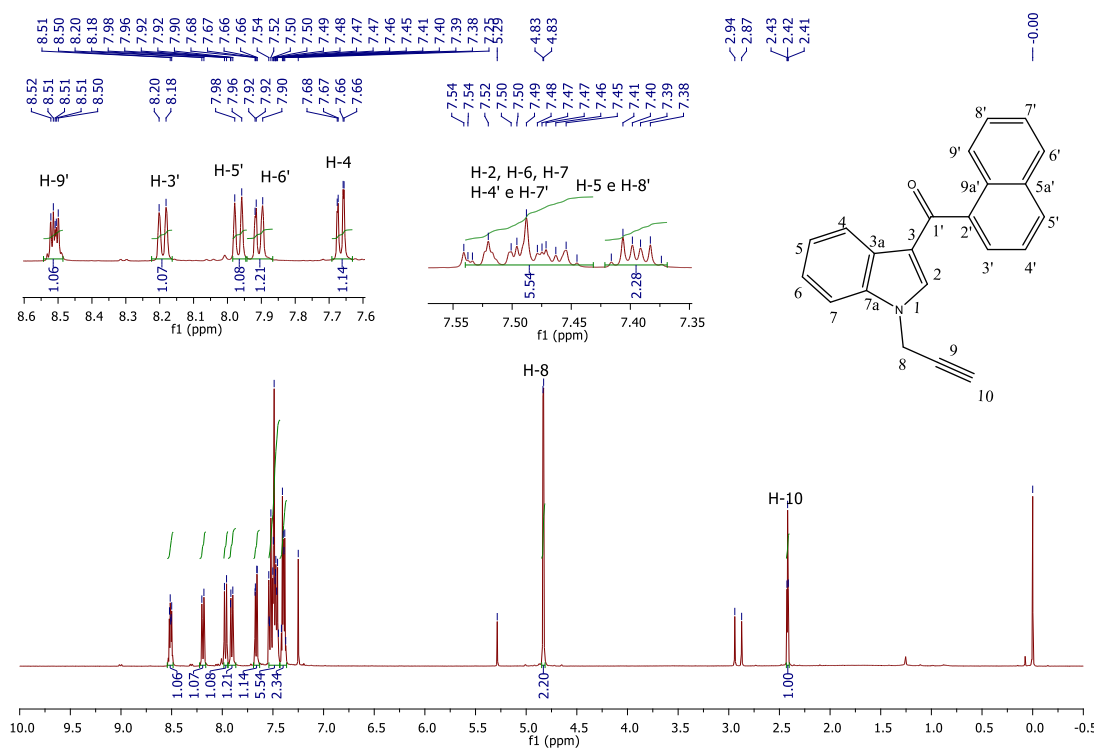 8.51 8.50 8.20 8.18 7.98 7.96 7.92 7.92 7.90 7.68 7.67 7.66 7.66 7.54 7.52 7.50 7.50 7.49 7.48 7.47 7.47 7.46 7.45 7.41 7.40 7.39 7.38 7.25 5.29 4.83 4.83 2.94 2.87 2.43 2.42 2.41 -0.00
8.52 8.51 8.51 8.51 8.50 8.20 8.18 7.98 7.96 7.92 7.92 7.90 7.68 7.67 7.66 7.66
7.54 7.54 7.52 7.50 7.50 7.49 7.48 7.47 7.47 7.46 7.45 7.41 7.40 7.39 7.38
H-9' H-3' H-5' H-6' H-4
H-2, H-6, H-7
H-4' e H-7' H-5 e H-8'
1.06 1.07 1.08 1.21 1.14
5.54 2.28
8.6 8.5 8.4 8.3 8.2 8.1 8.0 7.9 7.8 7.7 7.6
f1 (ppm)
7.55 7.50 7.45 7.40 7.35
f1 (ppm)
8' 7'
9' 6'
O 9a' 5a'
1' 2' 5'
4 3 3' 4'
5 3a 2
6 7 7a N 1
8 9 10
H-8
H-10
1.06 1.07 1.08 1.21 1.14 5.54 2.34 2.20 1.00
10.0 9.5 9.0 8.5 8.0 7.5 7.0 6.5 6.0 5.5 5.0 4.5 4.0 3.5 3.0 2.5 2.0 1.5 1.0 0.5 0.0 -0.5
f1 (ppm)